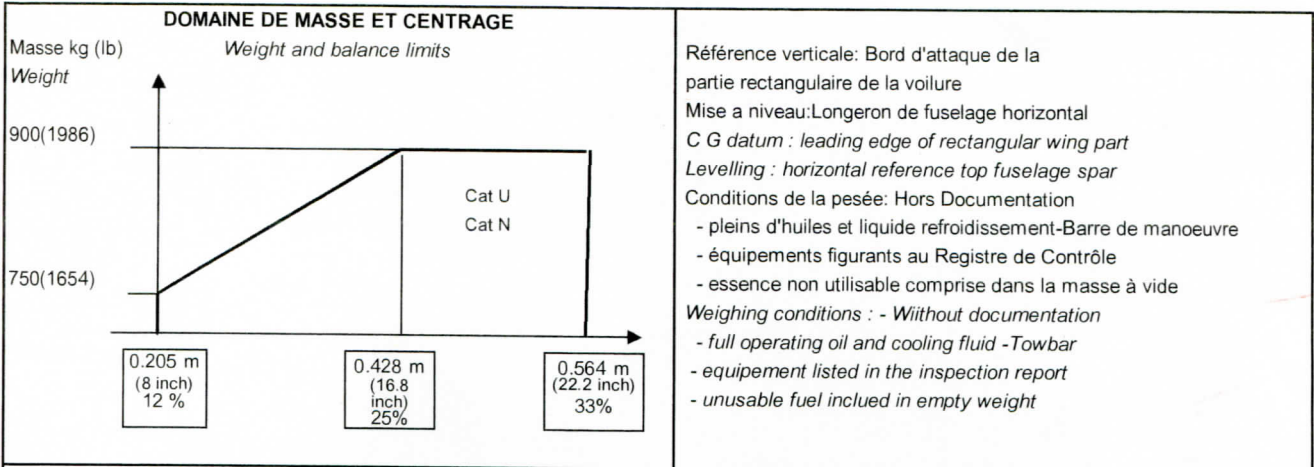 DOMAINE DE MASSE ET CENTRAGE
Masse kg (lb)
Weight and balance limits
Weight
900(1986)
Cat U
Cat N
750(1654)
0.205 m
(8 inch)
12 %
0.428 m
(16.8
inch)
25%
0.564 m
(22.2 inch)
33%
Référence verticale: Bord d'attaque de la
partie rectangulaire de la voilure
Mise a niveau:Longeron de fuselage horizontal
C G datum : leading edge of rectangular wing part
Levelling : horizontal reference top fuselage spar
Conditions de la pesée: Hors Documentation
- pleins d'huiles et liquide refroidissement-Barre de manoeuvre
- équipements figurants au Registre de Contrôle
- essence non utilisable comprise dans la masse à vide
Weighing conditions : - Wiithout documentation
- full operating oil and cooling fluid -Towbar
- equipement listed in the inspection report
- unusable fuel inclued in empty weight